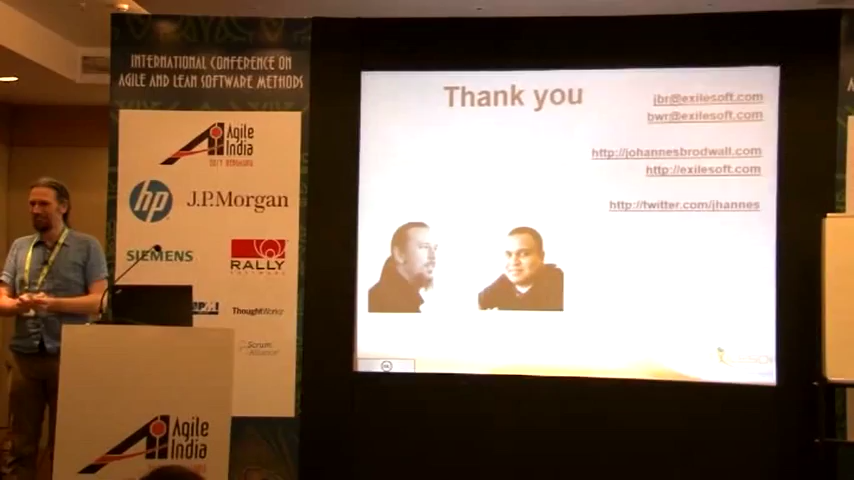 INTERNATIONAL CONFERENCE ON
AGILE AND LEAN SOFTWARE METHODS
Agile
India
hp
J.P.Morgan
SIEMENS
RALLY
SOFTWARE
ThoughtWorks
Scrum
Alliance
Agile
India
Thank you
jbr@exilesoft.com
bwr@exilesoft.com
http://johannesbrodwall.com
http://exilesoft.com
http://twitter.com/jhannes